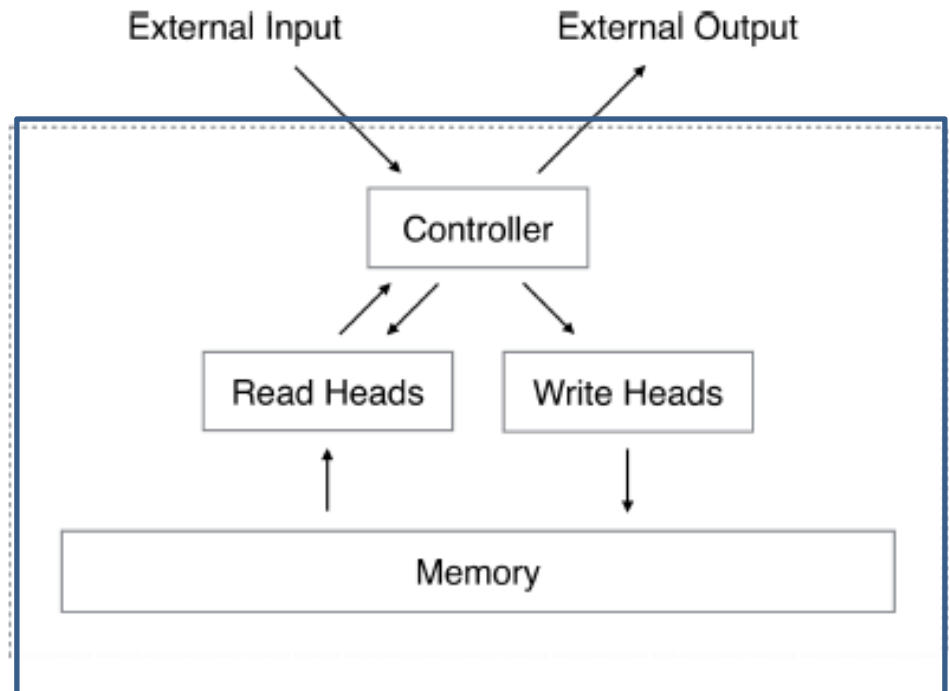 External Input
External Output
Controller
Read Heads
Write Heads
Memory